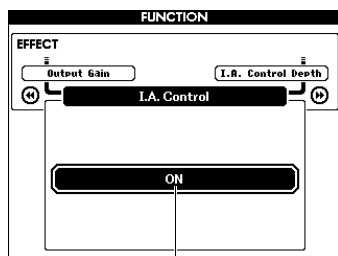 FUNCTION
EFFECT
Output Gain
I.A. Control Depth
I.A. Control
ON